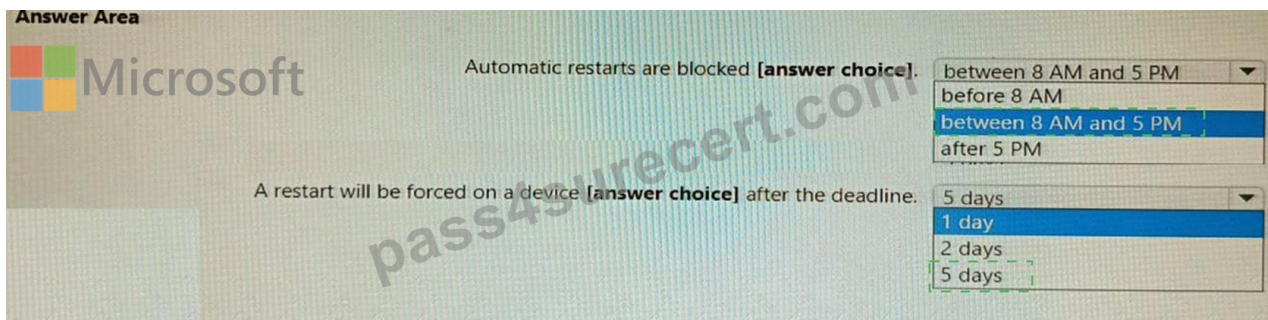 Answer Area
Microsoft
Automatic restarts are blocked [answer choice].
between 8 AM and 5 PM
before 8 AM
between 8 AM and 5 PM
after 5 PM
A restart will be forced on a device [answer choice] after the deadline.
5 days
1 day
2 days
5 days
pass4surecert.com